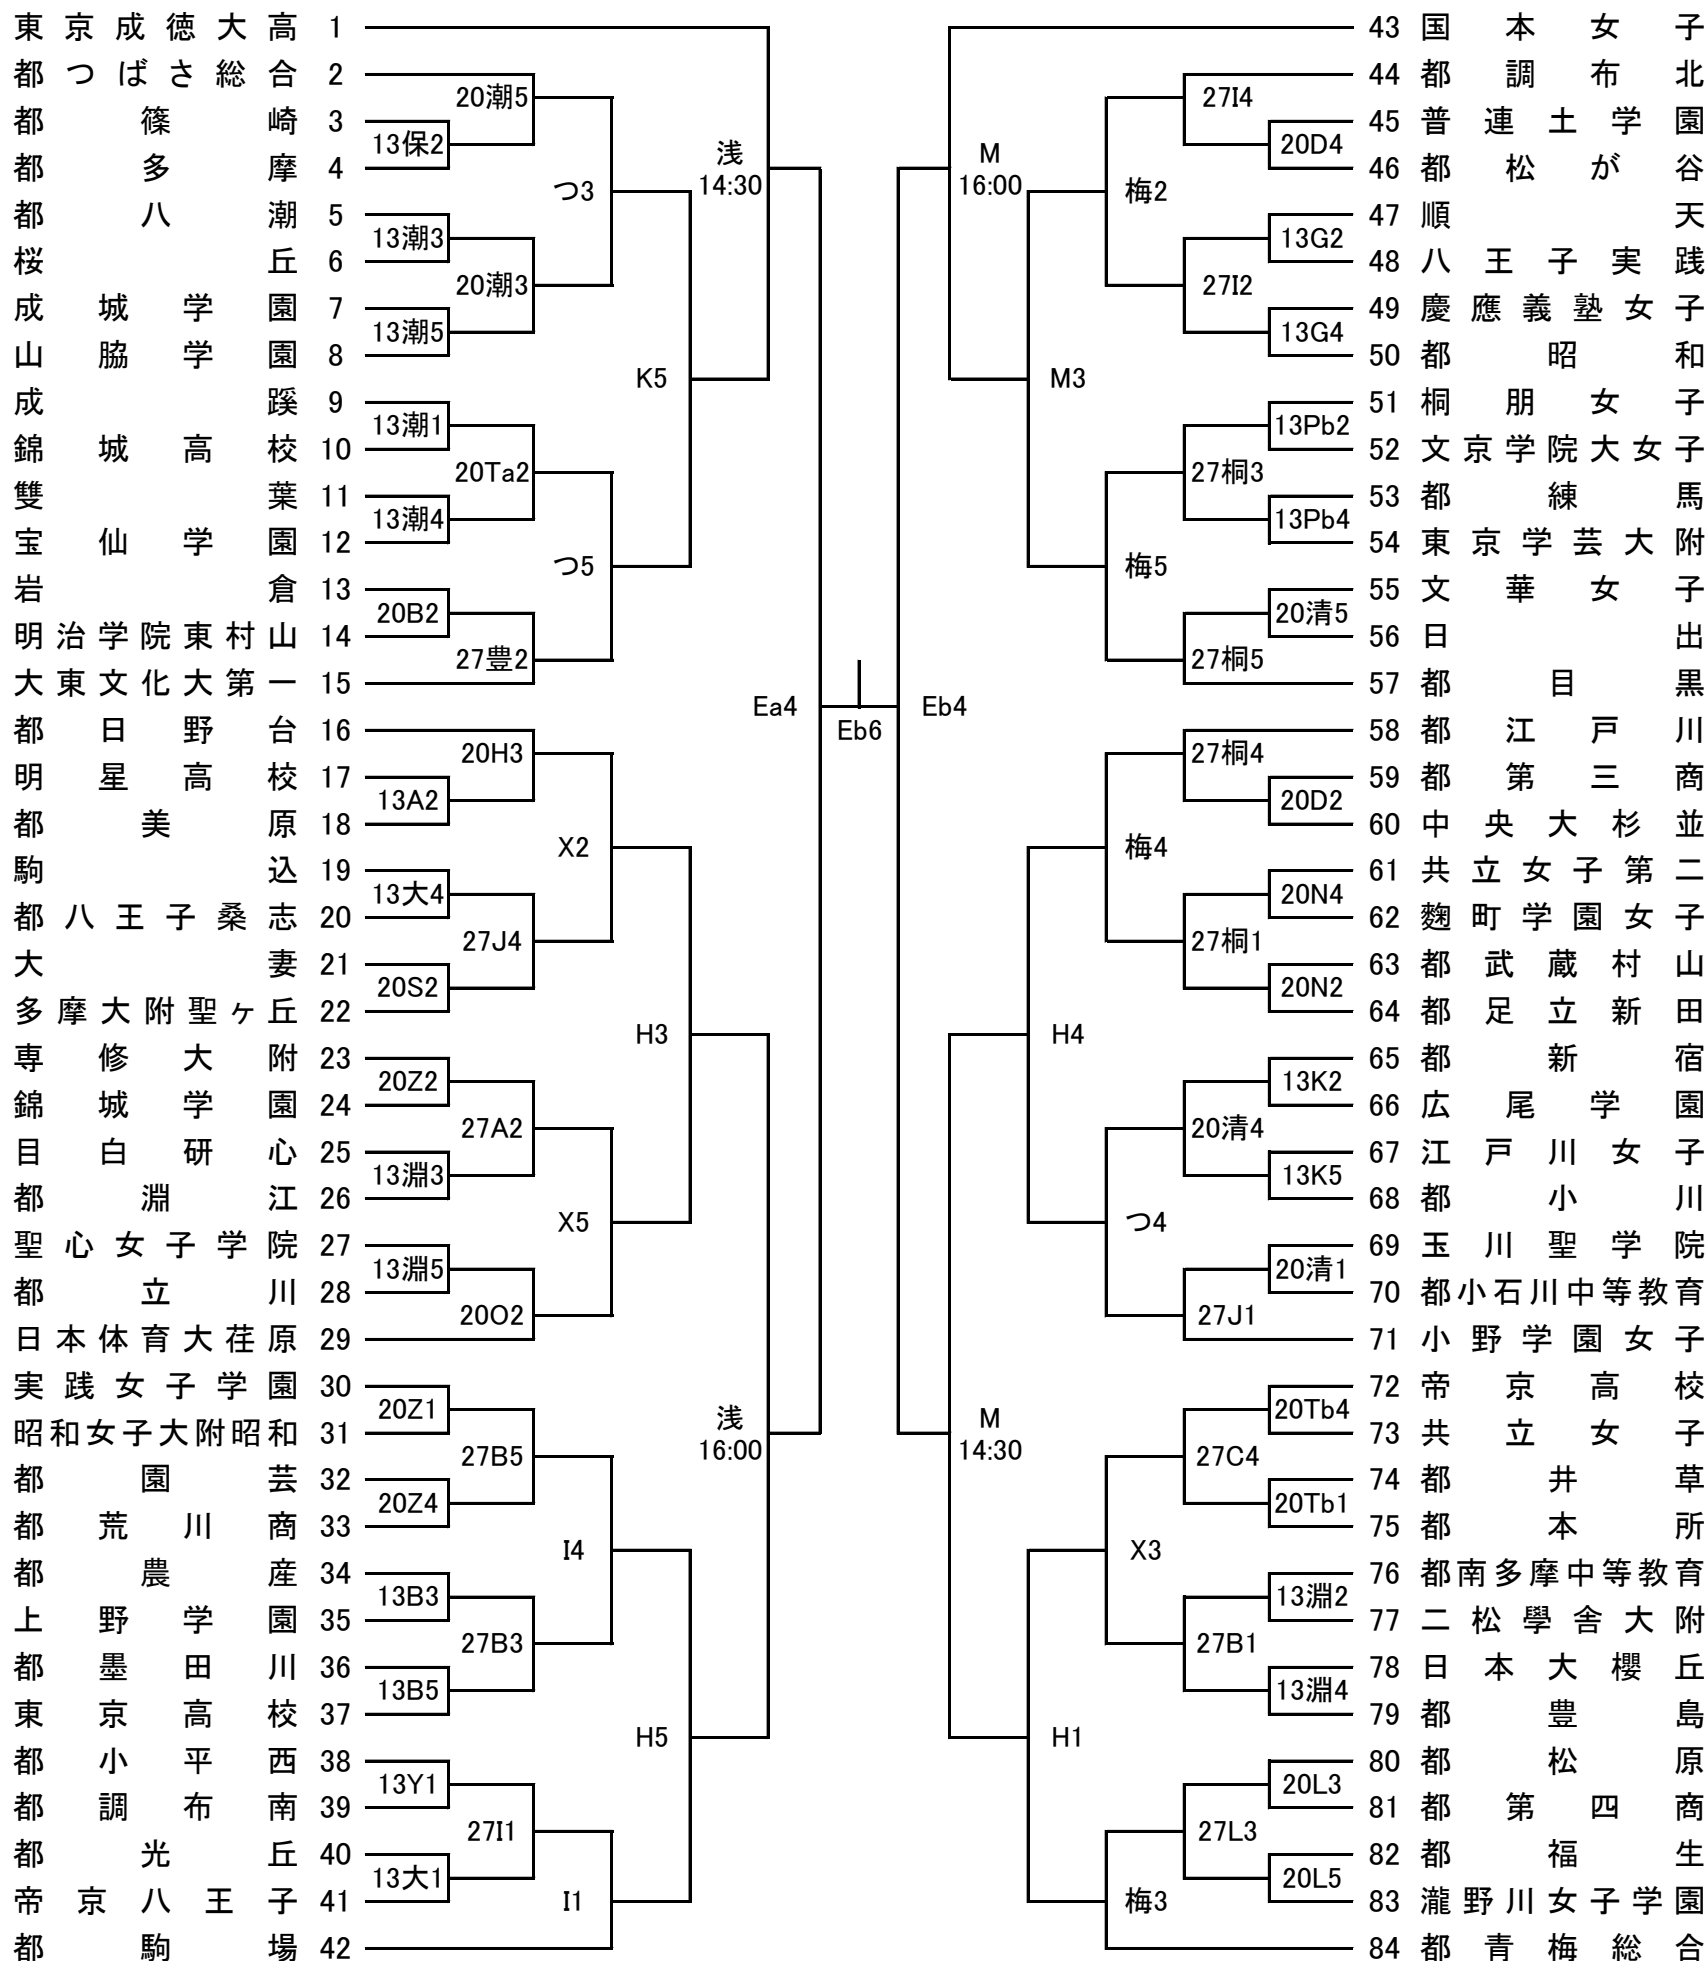 東京成徳大高 1
都つばさ総合 2
都篠崎 3
都多摩 4
都八潮 5
桜丘 6
成城学園 7
山脇学園 8
成蹊 9
錦城高校 10
雙葉 11
宝仙学園 12
岩倉 13
明治学院東村山 14
大東文化大第一 15
都日野台 16
明星高校 17
都美原 18
駒込 19
都八王子桑志 20
大妻 21
多摩大附聖ヶ丘 22
専修大附 23
錦城学園 24
目白研心 25
都淵江 26
聖心女子学院 27
都立川 28
日本体育大荏原 29
実践女子学園 30
昭和女子大附昭和 31
都園芸 32
都荒川商 33
都農産 34
上野学園 35
都墨田川 36
東京高校 37
都小平西 38
都調布南 39
都光丘 40
帝京八王子 41
都駒場 42
13保2
13潮3
13潮5
13潮1
13潮4
20B2
13A2
13大4
20S2
20Z2
13淵3
13淵5
20Z1
20Z4
13B3
13B5
13Y1
13大1
20潮5
20潮3
20Ta2
27豊2
20H3
27J4
27A2
20O2
27B5
27B3
27I1
つ3
つ5
X2
X5
I4
I1
K5
H3
H5
浅
14:30
浅
16:00
Ea4
Eb6
Eb4
M
16:00
M
14:30
M3
H4
H1
梅2
梅5
梅4
つ4
X3
梅3
27I4
27I2
27桐3
27桐5
27桐4
27桐1
20清4
27J1
27C4
27B1
27L3
20D4
13G2
13G4
13Pb2
13Pb4
20清5
20D2
20N4
20N2
13K2
13K5
20清1
20Tb4
20Tb1
13淵2
13淵4
20L3
20L5
43 国本女子
44 都調布北
45 普連土学園
46 都松が谷
47 順天
48 八王子実践
49 慶應義塾女子
50 都昭和
51 桐朋女子
52 文京学院大女子
53 都練馬
54 東京学芸大附
55 文華女子
56 日出
57 都目黒
58 都江戸川
59 都第三商
60 中央大杉並
61 共立女子第二
62 麴町学園女子
63 都武蔵村山
64 都足立新田
65 都新宿
66 広尾学園
67 江戸川女子
68 都小川
69 玉川聖学院
70 都小石川中等教育
71 小野学園女子
72 帝京高校
73 共立女子
74 都井草
75 都本所
76 都南多摩中等教育
77 二松學舎大附
78 日本大櫻丘
79 都豊島
80 都松原
81 都第四商
82 都福生
83 瀧野川女子学園
84 都青梅総合